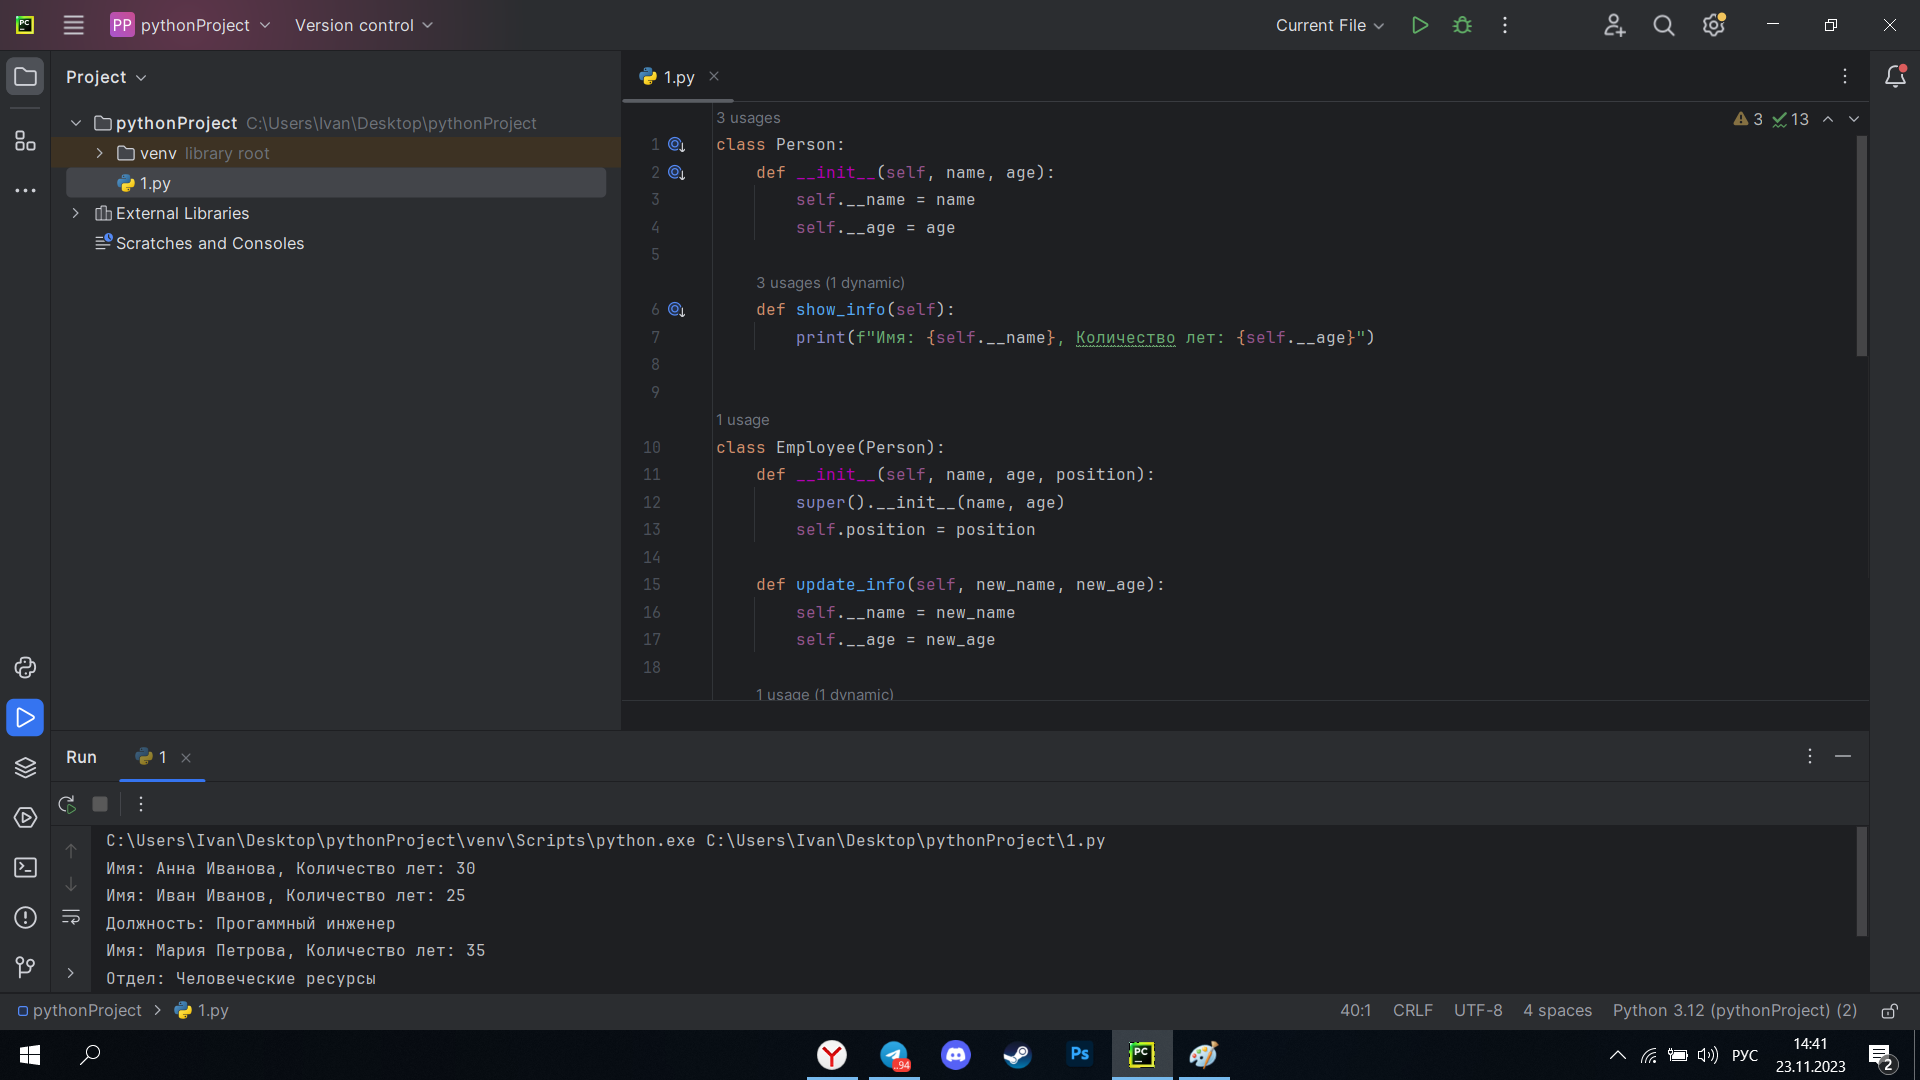 PP pythonProject Version control Current File
Project
1.py
pythonProject C:\Users\Ivan\Desktop\pythonProject
venv library root
1.py
External Libraries
Scratches and Consoles
3 usages
3 13
1 class Person:
2 def __init__(self, name, age):
3 self.__name = name
4 self.__age = age
5
3 usages (1 dynamic)
6 def show_info(self):
7 print(f"Имя: {self.__name}, Количество лет: {self.__age}")
8
9
1 usage
10 class Employee(Person):
11 def __init__(self, name, age, position):
12 super().__init__(name, age)
13 self.position = position
14
15 def update_info(self, new_name, new_age):
16 self.__name = new_name
17 self.__age = new_age
18
1 usage (1 dynamic)
Run 1
C:\Users\Ivan\Desktop\pythonProject\venv\Scripts\python.exe C:\Users\Ivan\Desktop\pythonProject\1.py
Имя: Анна Иванова, Количество лет: 30
Имя: Иван Иванов, Количество лет: 25
Должность: Прогаммный инженер
Имя: Мария Петрова, Количество лет: 35
Отдел: Человеческие ресурсы
pythonProject 1.py 40:1 CRLF UTF-8 4 spaces Python 3.12 (pythonProject) (2)
94
Ps
PC
РУС
14:41
23.11.2023
2